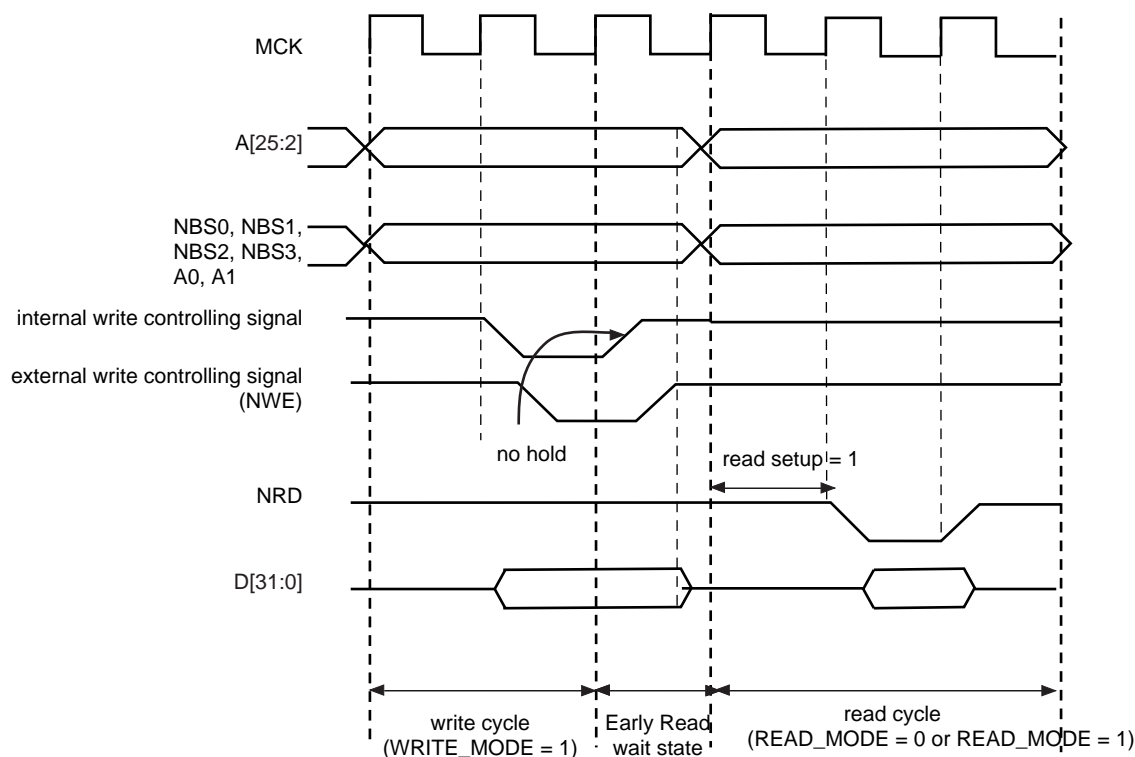 MCK
A[25:2]
NBS0, NBS1,
NBS2, NBS3,
A0, A1
internal write controlling signal
external write controlling signal
(NWE)
no hold
read setup = 1
NRD
D[31:0]
write cycle
(WRITE_MODE = 1)
Early Read
wait state
read cycle
(READ_MODE = 0 or READ_MODE = 1)